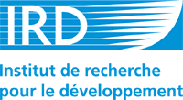 IRD
Institut de recherche
pour le développement